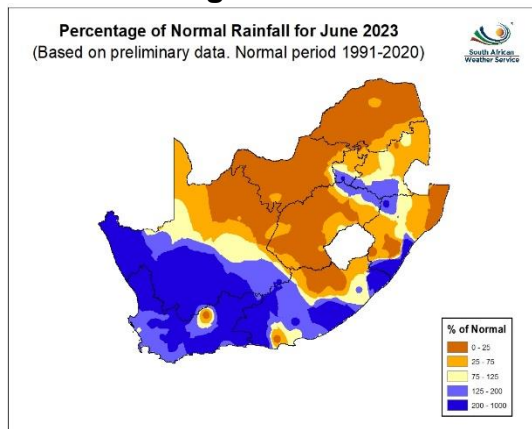 Percentage of Normal Rainfall for June 2023
(Based on preliminary data. Normal period 1991-2020)
South African
Weather Service
% of Normal
0 - 25
25 - 75
75 - 125
125 - 200
200 - 1000